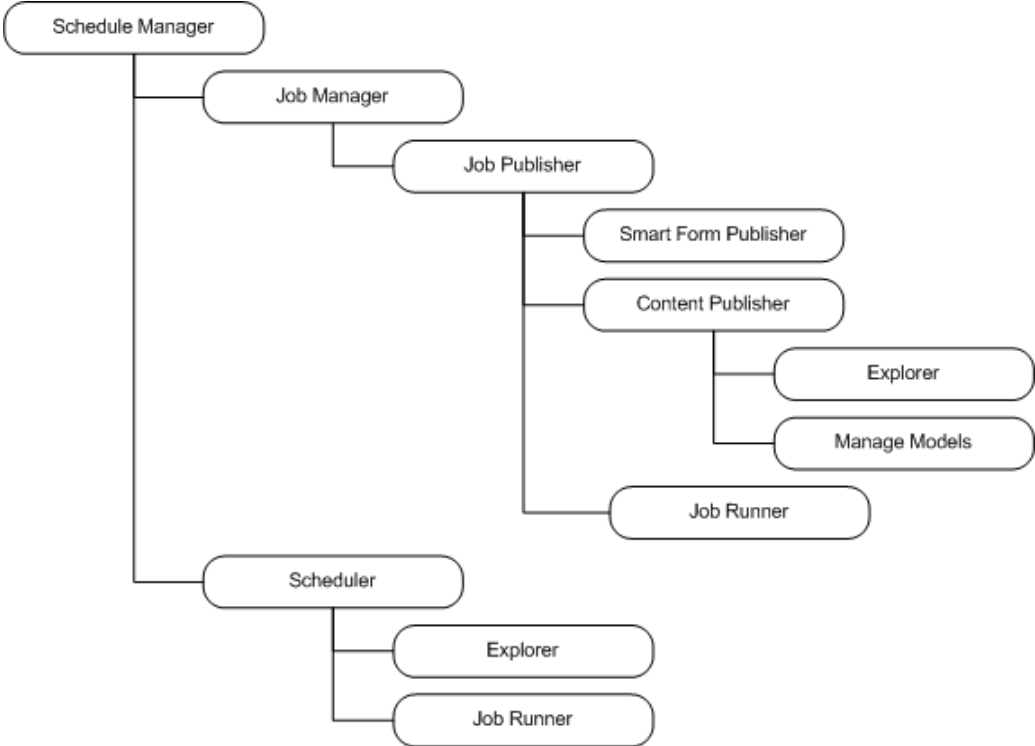 Schedule Manager
Job Manager
Job Publisher
Smart Form Publisher
Content Publisher
Explorer
Manage Models
Job Runner
Scheduler
Explorer
Job Runner